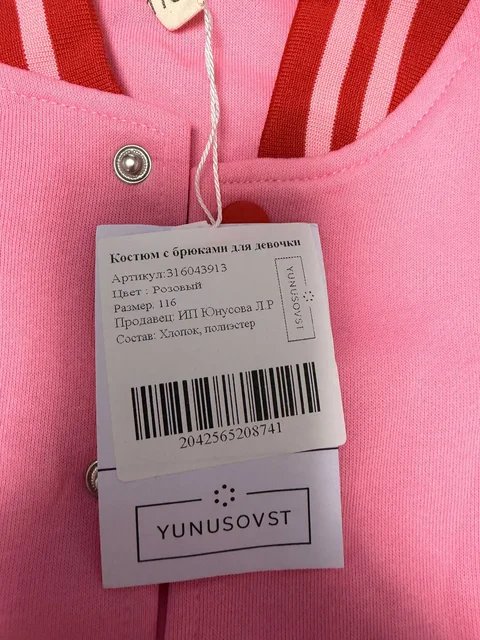 Костюм с брюками для девочки
Артикул:316043913
Цвет : Розовый
Размер. 116
Продавец: ИП Юнусова Л.Р
Состав: Хлопок, полиэстер
YUNUSOVST
2042565208741
YUNUSOVST